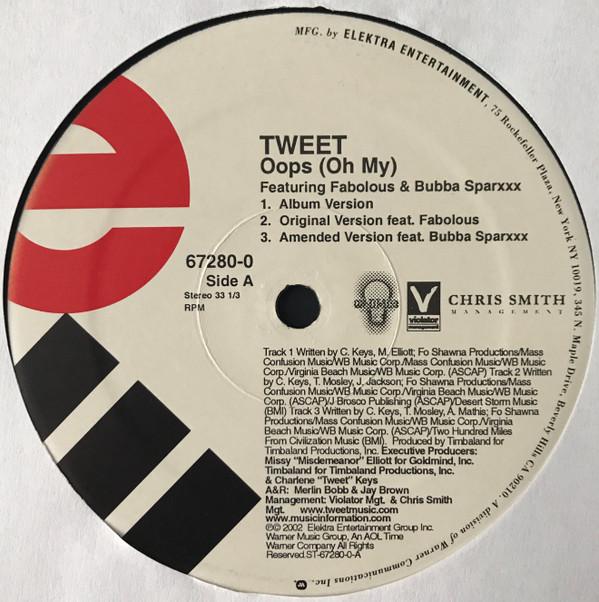 MFG. by ELEKTRA ENTERTAINMENT, 75 Rockefeller Plaza, New York NY 10019. 345 N. Maple Drive, Beverly Hills CA 90210. A division of Warner Communications Inc.
TWEET
Oops (Oh My)
Featuring Fabolous & Bubba Sparxxx
1. Album Version
2. Original Version feat. Fabolous
3. Amended Version feat. Bubba Sparxxx
67280-0
Side A
Stereo 33 1/3
RPM
V
violator
CHRIS SMITH
MANAGEMENT
Track 1 Written by C. Keys, M. Elliott; Fo Shawna Productions/Mass
Confusion Music/WB Music Corp./Mass Confusion Music/WB Music
Corp./Virginia Beach Music/WB Music Corp. (ASCAP) Track 2 Written
by C. Keys, T. Mosley, J, Jackson; Fo Shawna Productions/Mass
Confusion Music/WB Music Corp./Virginia Beach Music/WB Music
Corp. (ASCAP)/J Brosco Publishing (ASCAP)/Desert Storm Music
(BMI) Track 3 Written by C. Keys, T. Mosley, A. Mathis; Fo Shawna
Productions/Mass Confusion Music/WB Music Corp./Virginia
Beach Music/WB Music Corp. (ASCAP)/Two Hundred Miles
From Civilization Music (BMI). Produced by Timbaland for
Timbaland Productions, Inc. Executive Producers:
Missy "Misdemeanor" Elliott for Goldmind, Inc.
Timbaland for Timbaland Productions, Inc.
& Charlene "Tweet" Keys
A&R: Merlin Bobb & Jay Brown
Management: Violator Mgt. & Chris Smith
Mgt. www.tweetmusic.com
www.musicinformation.com
℗© 2002 Elektra Entertainment Group Inc.
Warner Music Group, An AOL Time
Warner Company All Rights
Reserved.ST-67280-0-A